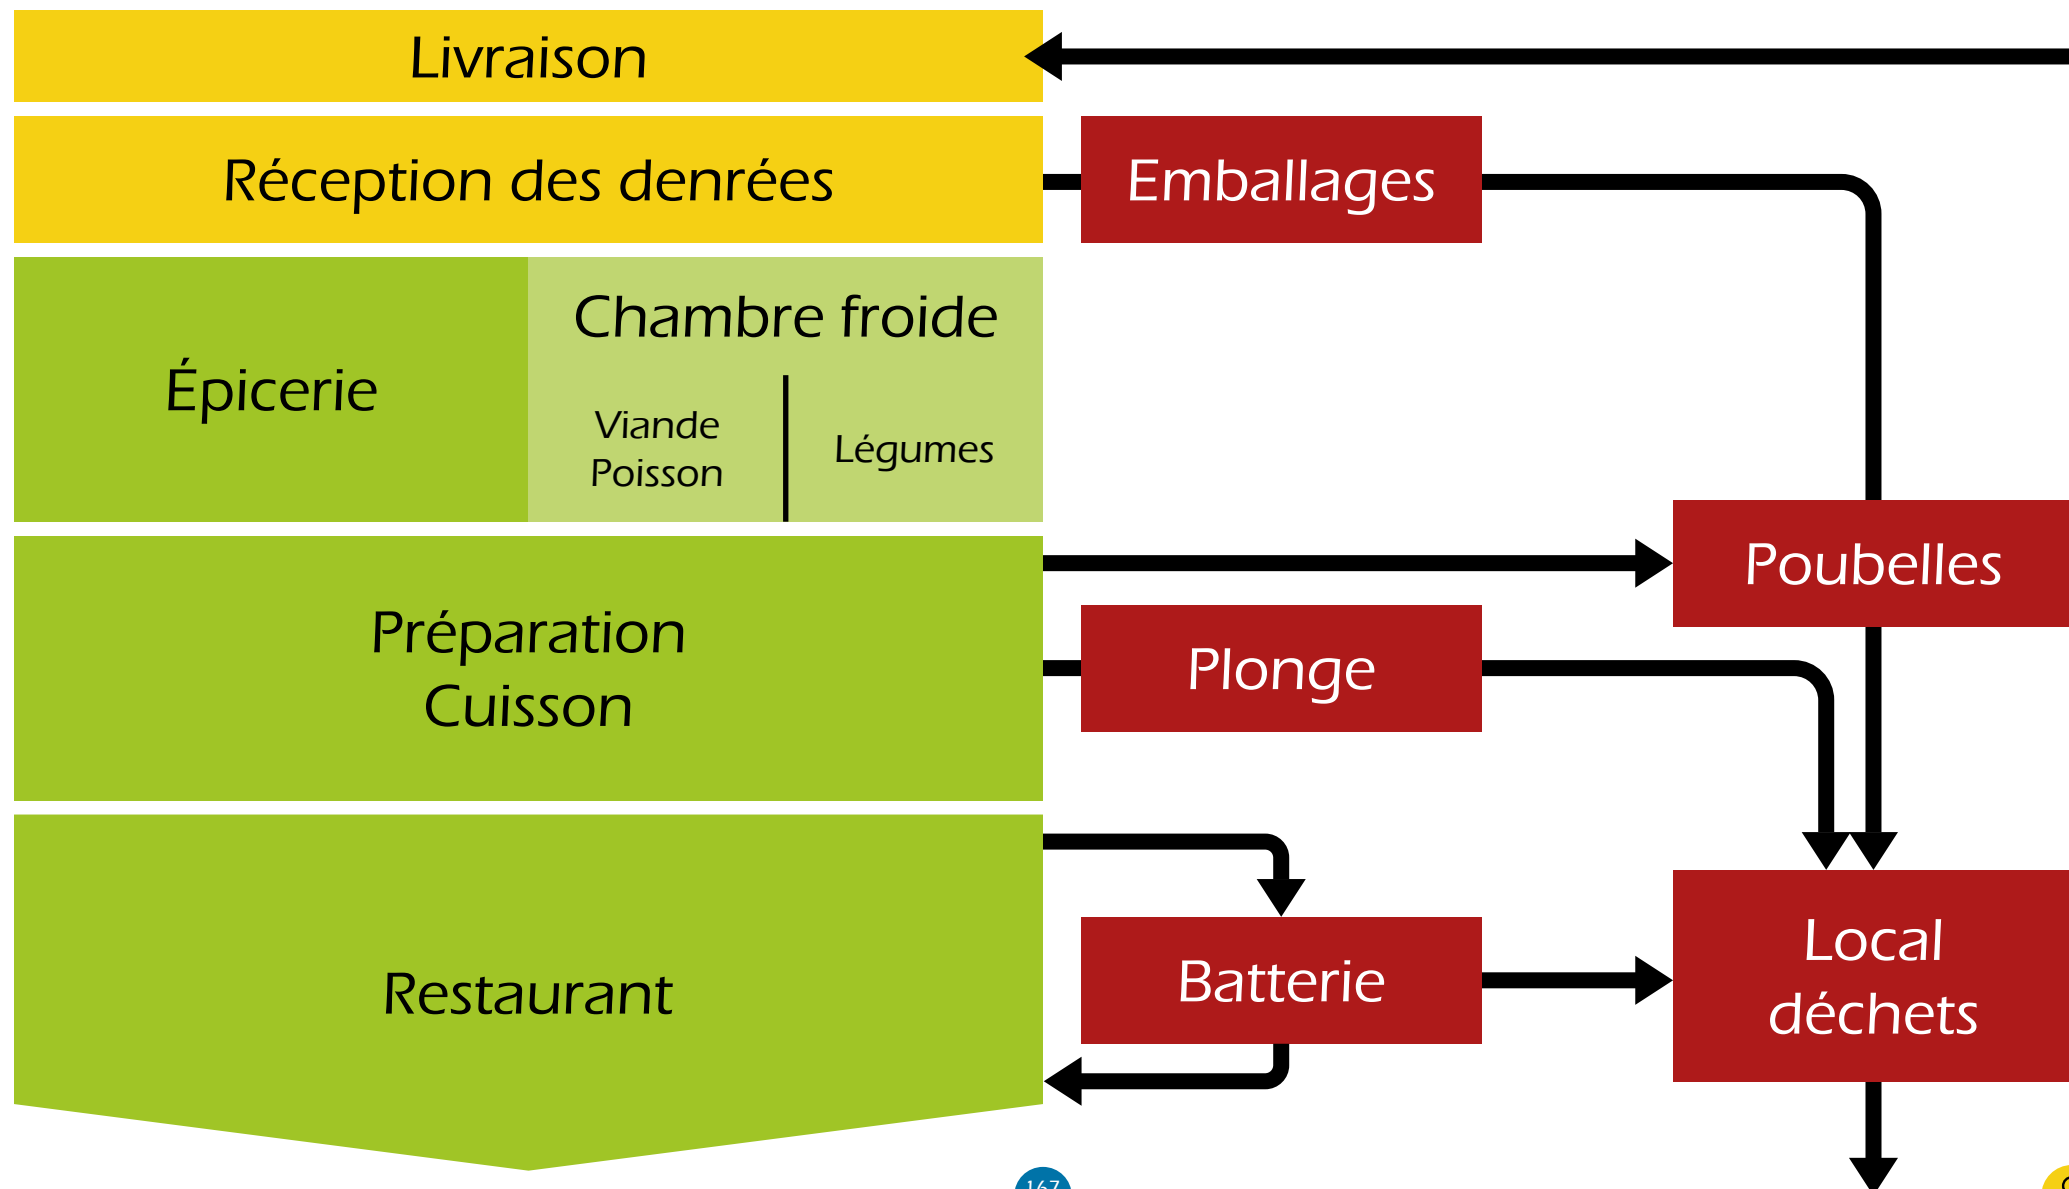 Livraison
Réception des denrées
Emballages
Épicerie
Chambre froide
Viande
Poisson
Légumes
Poubelles
Préparation
Cuisson
Plonge
Restaurant
Batterie
Local
déchets
167